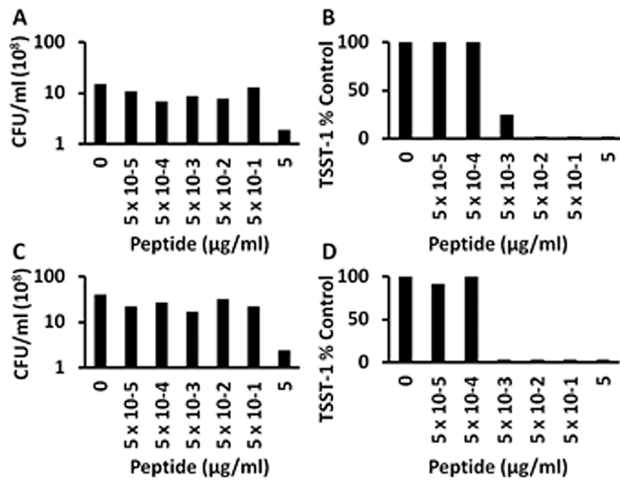 A
CFU/ml (10⁸)
100
10
1
0
5 x 10-5
5 x 10-4
5 x 10-3
5 x 10-2
5 x 10-1
5
Peptide (µg/ml)
B
TSST-1 % Control
100
50
0
0
5 x 10-5
5 x 10-4
5 x 10-3
5 x 10-2
5 x 10-1
5
Peptide (µg/ml)
C
CFU/ml (10⁸)
100
10
1
0
5 x 10-5
5 x 10-4
5 x 10-3
5 x 10-2
5 x 10-1
5
Peptide (µg/ml)
D
TSST-1 % Control
100
50
0
0
5 x 10-5
5 x 10-4
5 x 10-3
5 x 10-2
5 x 10-1
5
Peptide (µg/ml)